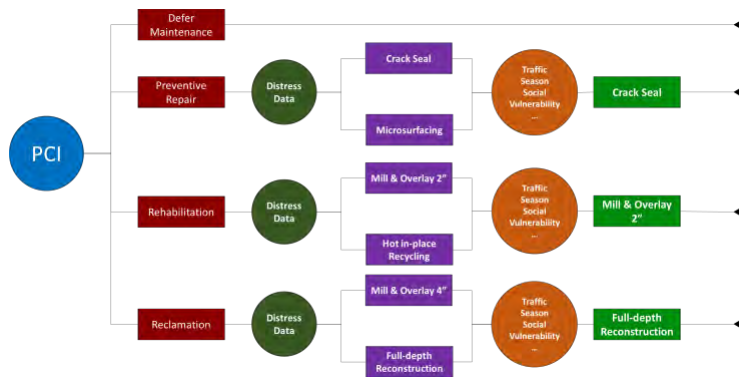 PCI
Defer
Maintenance
Preventive
Repair
Distress
Data
Crack Seal
Microsurfacing
Traffic
Season
Social
Vulnerability
...
Crack Seal
Rehabilitation
Distress
Data
Mill & Overlay 2"
Hot in-place
Recycling
Traffic
Season
Social
Vulnerability
...
Mill & Overlay
2"
Reclamation
Distress
Data
Mill & Overlay 4"
Full-depth
Reconstruction
Traffic
Season
Social
Vulnerability
...
Full-depth
Reconstruction